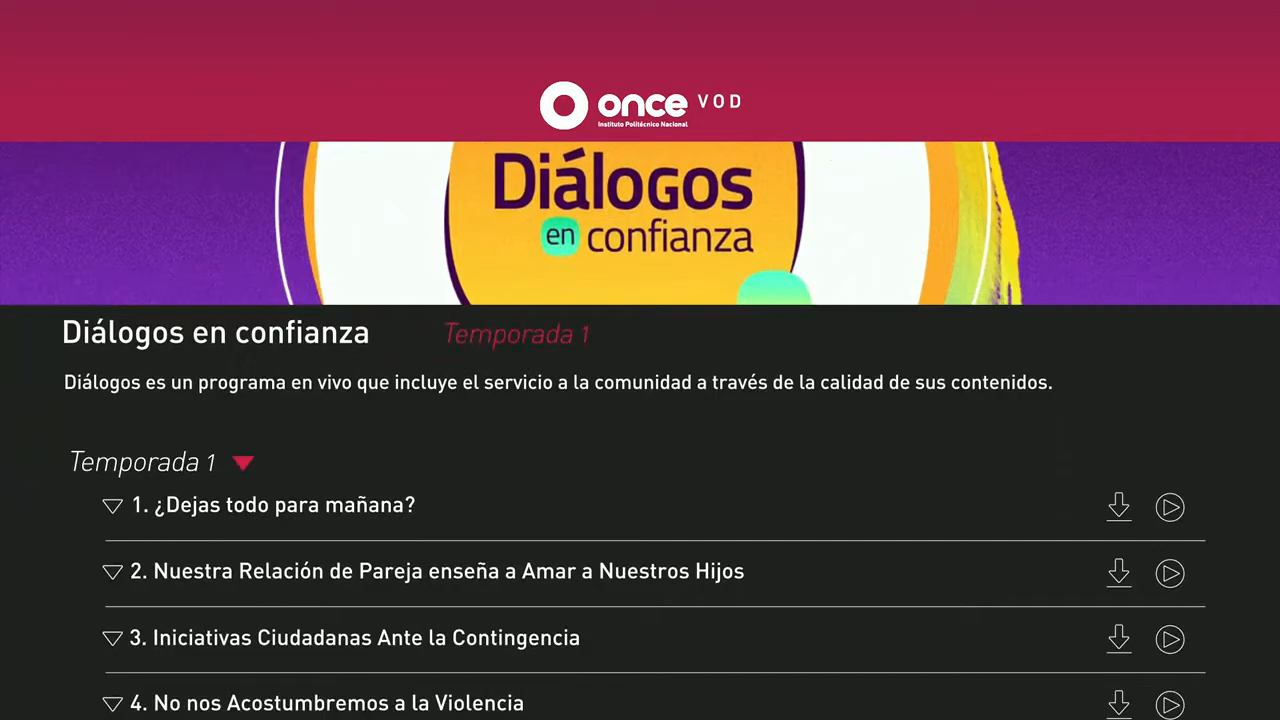 once VOD
Instituto Politécnico Nacional
Diálogos
en confianza
Diálogos en confianza Temporada 1
Diálogos es un programa en vivo que incluye el servicio a la comunidad a través de la calidad de sus contenidos.
Temporada 1
1. ¿Dejas todo para mañana?
2. Nuestra Relación de Pareja enseña a Amar a Nuestros Hijos
3. Iniciativas Ciudadanas Ante la Contingencia
4. No nos Acostumbremos a la Violencia